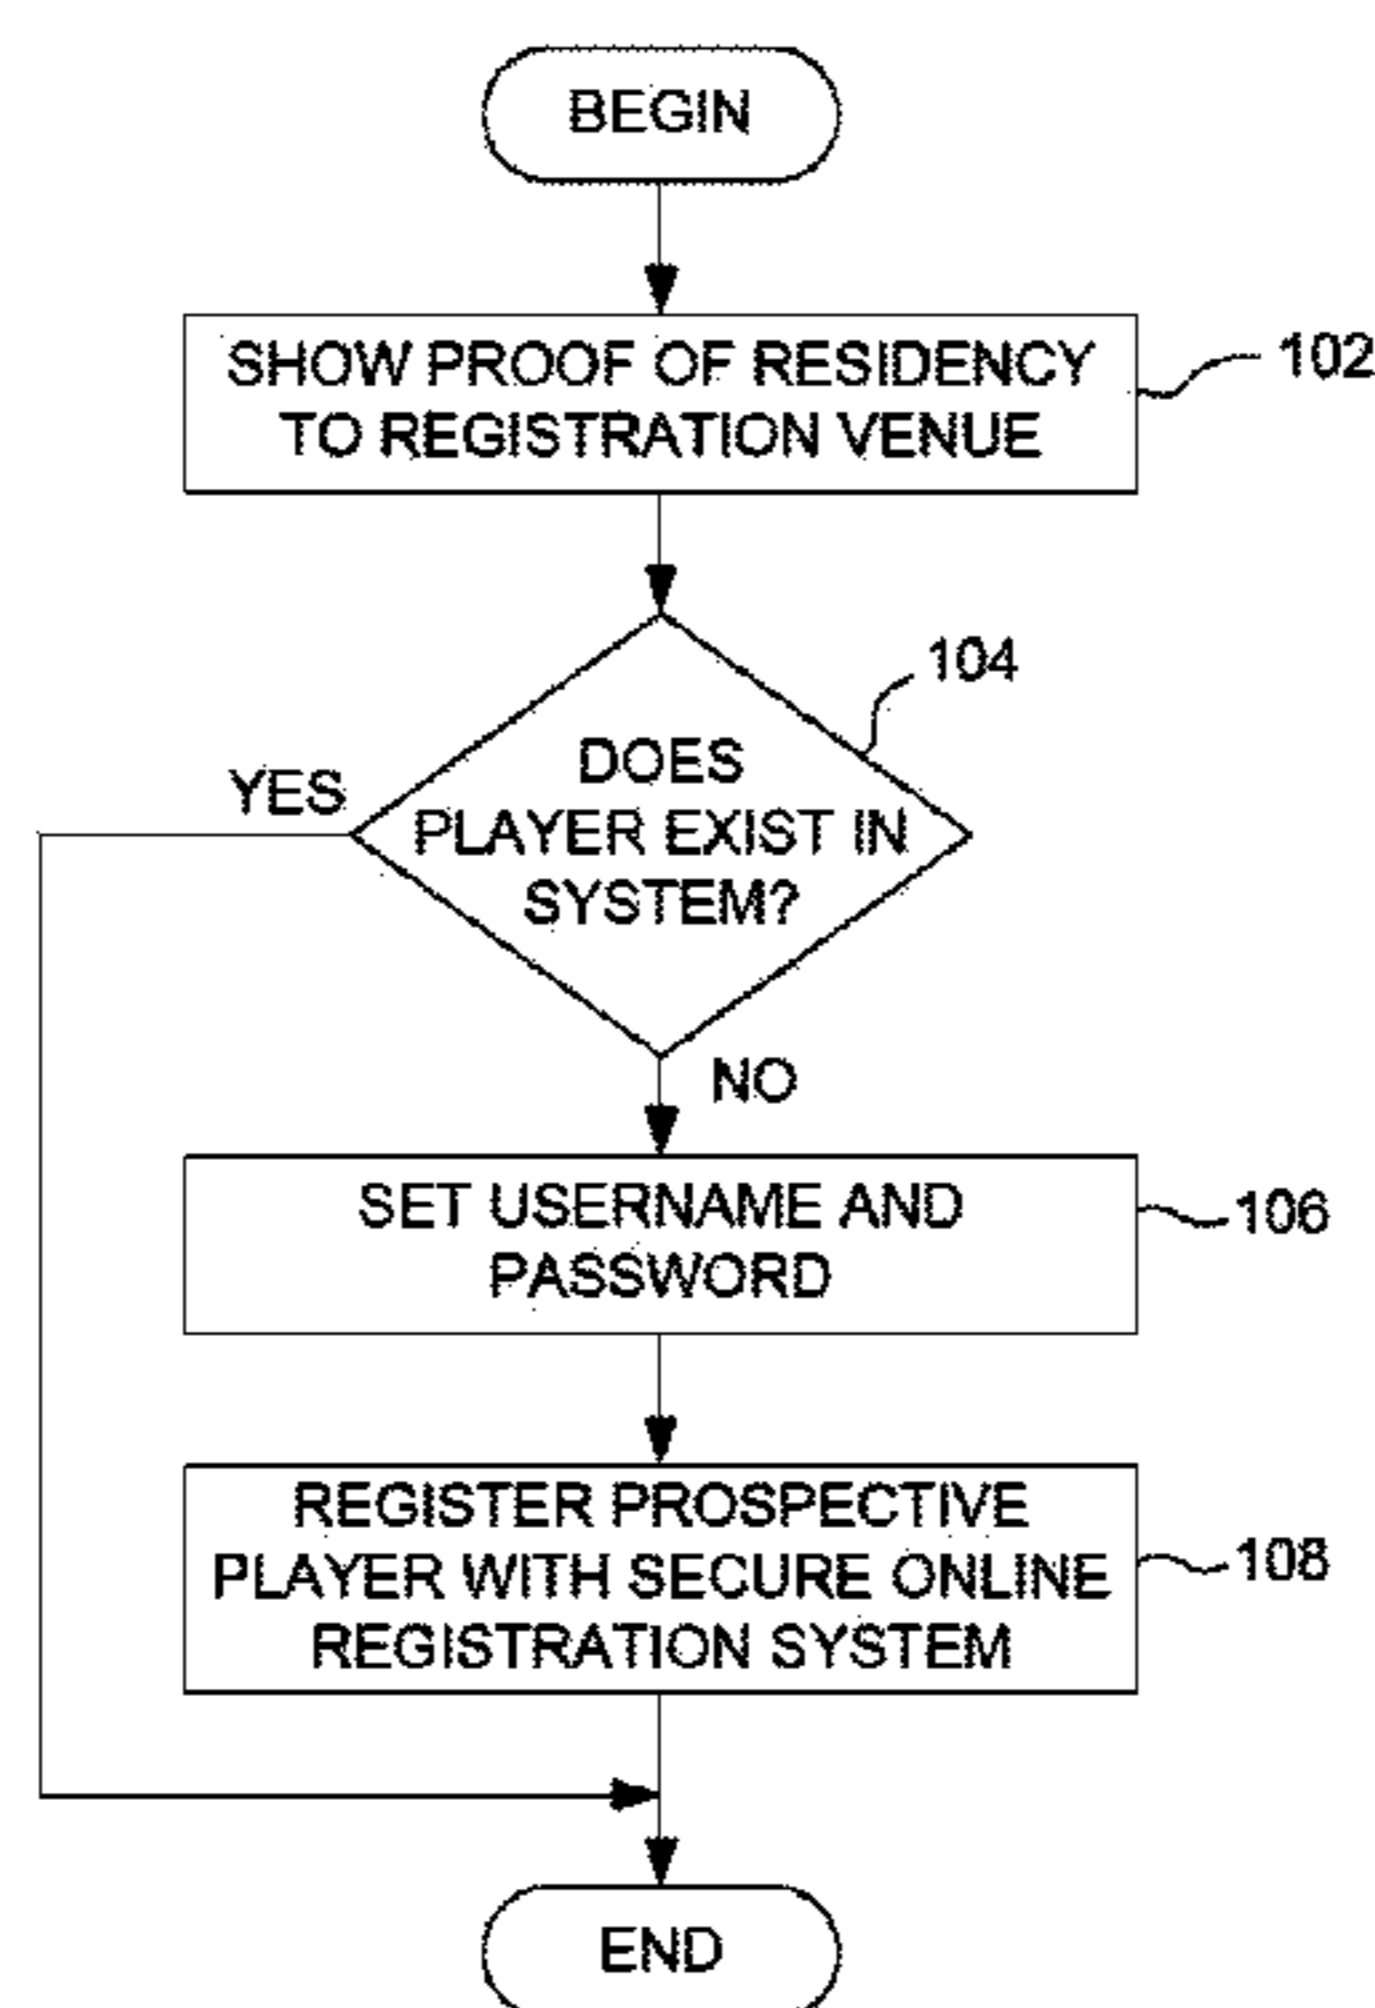 BEGIN
SHOW PROOF OF RESIDENCY
TO REGISTRATION VENUE
102
104
DOES
PLAYER EXIST IN
SYSTEM?
YES
NO
SET USERNAME AND
PASSWORD
106
REGISTER PROSPECTIVE
PLAYER WITH SECURE ONLINE
REGISTRATION SYSTEM
108
END